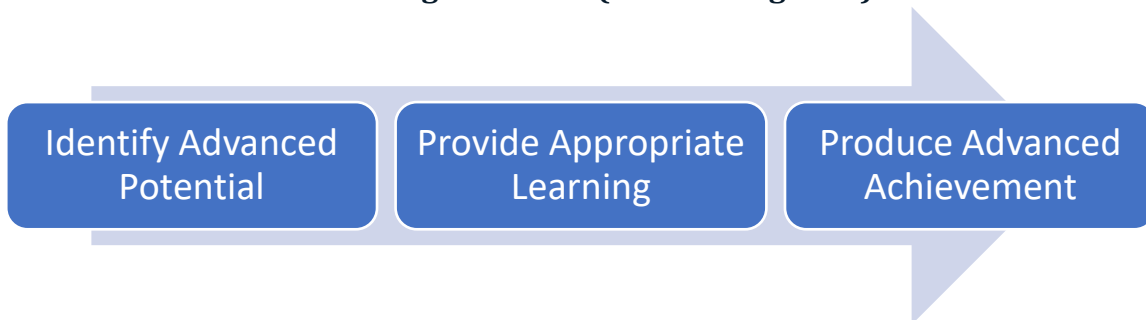 Identify Advanced
Potential
Provide Appropriate
Learning
Produce Advanced
Achievement